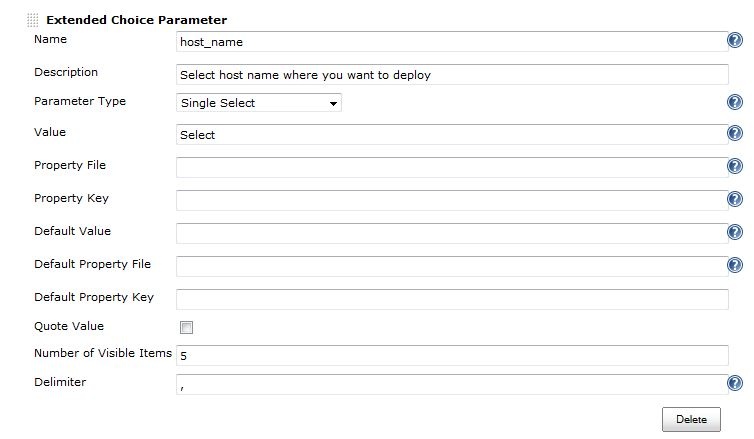 Extended Choice Parameter
Name host_name
Description Select host name where you want to deploy
Parameter Type Single Select
Value Select
Property File
Property Key
Default Value
Default Property File
Default Property Key
Quote Value
Number of Visible Items 5
Delimiter ,
Delete